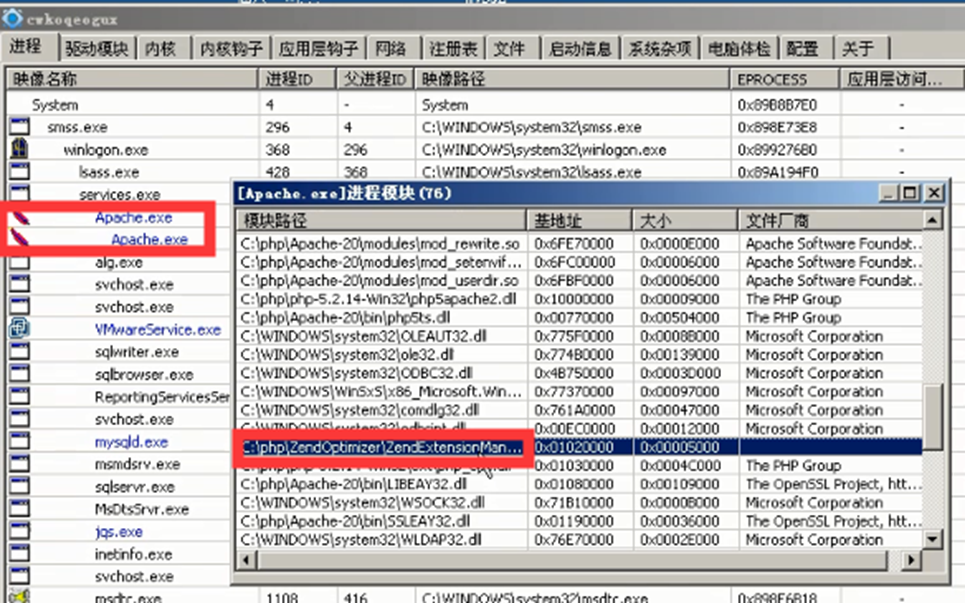 cwkoqeogux
进程 驱动模块 内核 内核钩子 应用层钩子 网络 注册表 文件 启动信息 系统杂项 电脑体检 配置 关于
映像名称 进程ID 父进程ID 映像路径 EPROCESS 应用层访问...
System 4 - System 0x89B8B7E0 -
smss.exe 296 4 C:\WINDOWS\system32\smss.exe 0x898E73E8 -
winlogon.exe 368 296 C:\WINDOWS\system32\winlogon.exe 0x899276B0 -
lsass.exe 428 368 C:\WINDOWS\system32\lsass.exe 0x89A194F0 -
services.exe
Apache.exe
Apache.exe
alg.exe
svchost.exe
svchost.exe
VMwareService.exe
sqlwriter.exe
sqlbrowser.exe
ReportingServicesSer
svchost.exe
mysqld.exe
msmdsrv.exe
sqlservr.exe
MsDtsSrvr.exe
jqs.exe
inetinfo.exe
svchost.exe
msdtc.exe 1108 416 C:\WINDOWS\system32\msdtc.exe 0x898E6818 -
[Apache.exe]进程模块(76)
模块路径 基地址 大小 文件厂商
C:\php\Apache-20\modules\mod_rewrite.so 0x6FE70000 0x0000E000 Apache Software Foundat...
C:\php\Apache-20\modules\mod_setenvif... 0x6FC00000 0x00006000 Apache Software Foundat...
C:\php\Apache-20\modules\mod_userdir.so 0x6FBF0000 0x00006000 Apache Software Foundat...
C:\php\php-5.2.14-Win32\php5apache2.dll 0x10000000 0x00009000 The PHP Group
C:\php\Apache-20\bin\php5ts.dll 0x00770000 0x00504000 The PHP Group
C:\WINDOWS\system32\OLEAUT32.dll 0x775F0000 0x0008B000 Microsoft Corporation
C:\WINDOWS\system32\ole32.dll 0x774B0000 0x00139000 Microsoft Corporation
C:\WINDOWS\system32\ODBC32.dll 0x4B750000 0x0003D000 Microsoft Corporation
C:\WINDOWS\WinSxS\x86_Microsoft.Win... 0x77370000 0x00097000 Microsoft Corporation
C:\WINDOWS\system32\comdlg32.dll 0x761A0000 0x00047000 Microsoft Corporation
C:\WINDOWS\system32\odbcint.dll 0x00EC0000 0x00012000 Microsoft Corporation
C:\php\ZendOptimizer\ZendExtensionMan... 0x01020000 0x00005000
0x01030000 0x0004C000 The PHP Group
C:\php\Apache-20\bin\LIBEAY32.dll 0x01080000 0x00109000 The OpenSSL Project, htt...
C:\WINDOWS\system32\WSOCK32.dll 0x71B10000 0x00008000 Microsoft Corporation
C:\php\Apache-20\bin\SSLEAY32.dll 0x01190000 0x00036000 The OpenSSL Project, htt...
C:\WINDOWS\system32\WLDAP32.dll 0x76E70000 0x0002E000 Microsoft Corporation